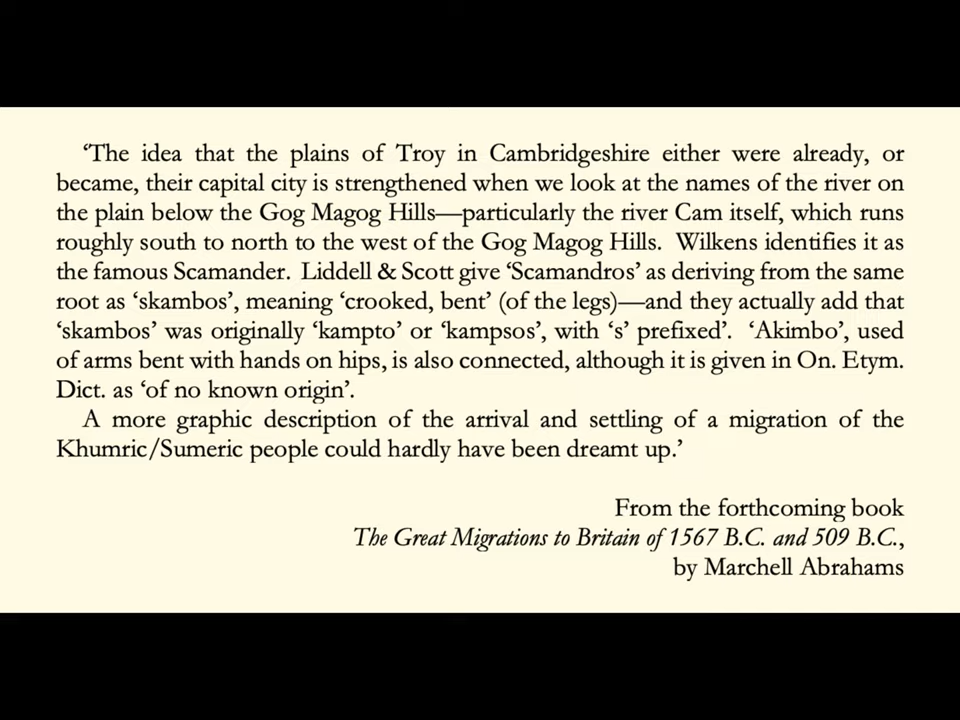 ‘The idea that the plains of Troy in Cambridgeshire either were already, or
became, their capital city is strengthened when we look at the names of the river on
the plain below the Gog Magog Hills—particularly the river Cam itself, which runs
roughly south to north to the west of the Gog Magog Hills.  Wilkens identifies it as
the famous Scamander.  Liddell & Scott give ‘Scamandros’ as deriving from the same
root as ‘skambos’, meaning ‘crooked, bent’ (of the legs)—and they actually add that
‘skambos’ was originally ‘kampto’ or ‘kampsos’, with ‘s’ prefixed’.  ‘Akimbo’, used
of arms bent with hands on hips, is also connected, although it is given in On. Etym.
Dict. as ‘of no known origin’.
A more graphic description of the arrival and settling of a migration of the
Khumric/Sumeric people could hardly have been dreamt up.’
From the forthcoming book
The Great Migrations to Britain of 1567 B.C. and 509 B.C.,
by Marchell Abrahams